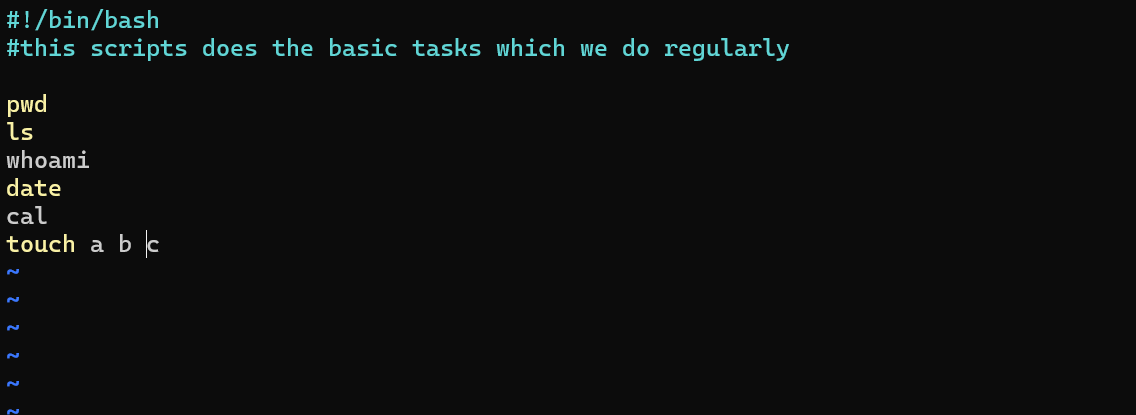 #!/bin/bash
#this scripts does the basic tasks which we do regularly
pwd
ls
whoami
date
cal
touch a b c
~
~
~
~
~
~